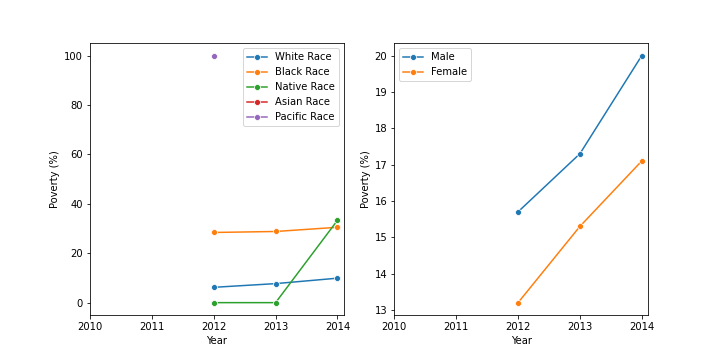 100
80
60
40
20
0
Poverty (%)
2010 2011 2012 2013 2014
Year
White Race
Black Race
Native Race
Asian Race
Pacific Race
20
19
18
17
16
15
14
13
Poverty (%)
2010 2011 2012 2013 2014
Year
Male
Female